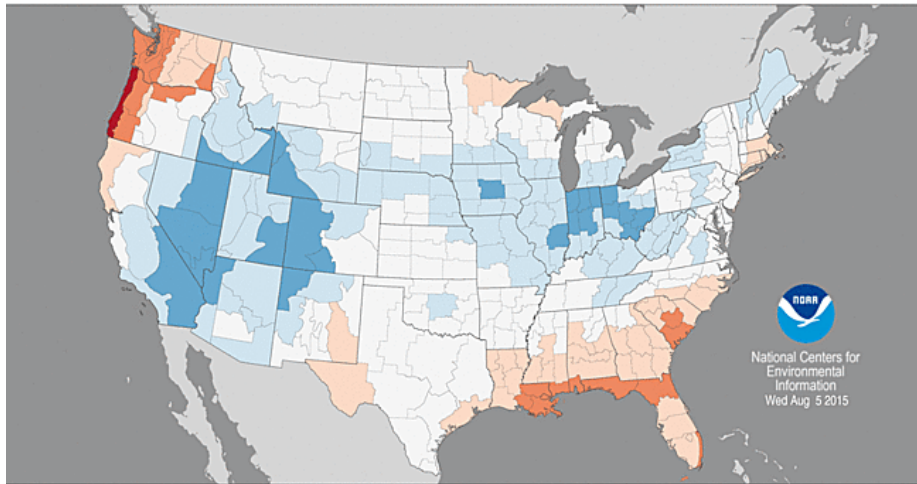 NOAA
National Centers for
Environmental
Information
Wed Aug 5 2015